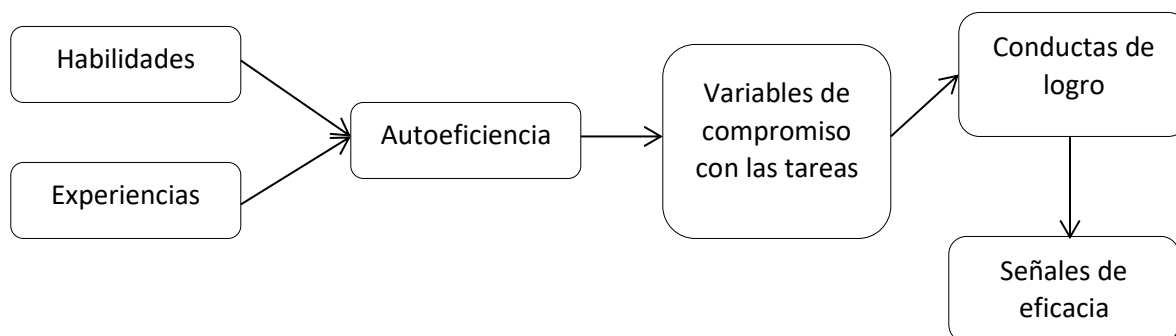 Habilidades
Experiencias
Autoeficiencia
Variables de
compromiso
con las tareas
Conductas de
logro
Señales de
eficacia